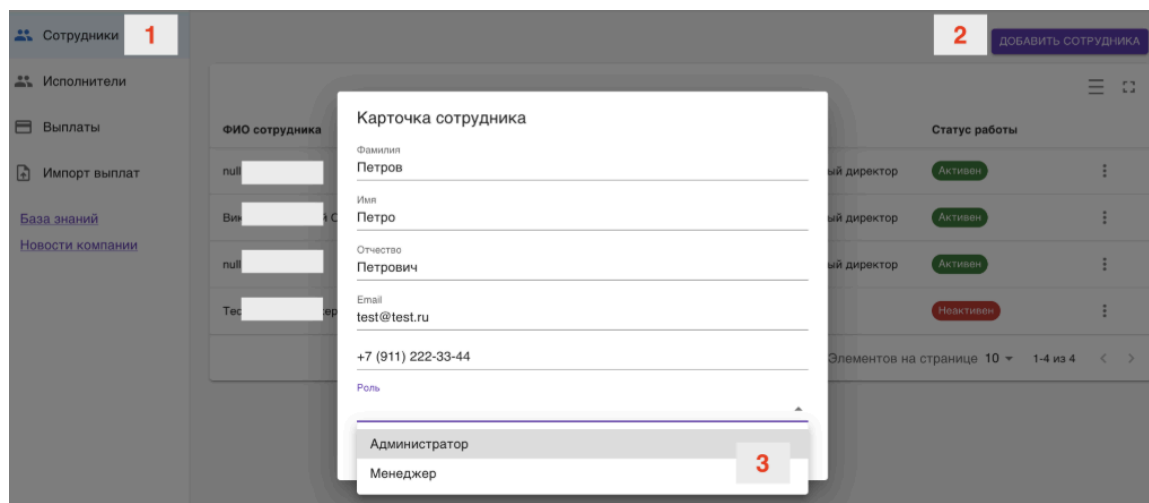 Сотрудники
1
Исполнители
Выплаты
Импорт выплат
База знаний
Новости компании
2
ДОБАВИТЬ СОТРУДНИКА
ФИО сотрудника
Статус работы
null
ый директор
Активен
Вик
й С
ый директор
Активен
null
ый директор
Активен
Тес
ер
Неактивен
Элементов на странице 10
1-4 из 4
Карточка сотрудника
Фамилия
Петров
Имя
Петро
Отчество
Петрович
Email
test@test.ru
+7 (911) 222-33-44
Роль
Администратор
Менеджер
3